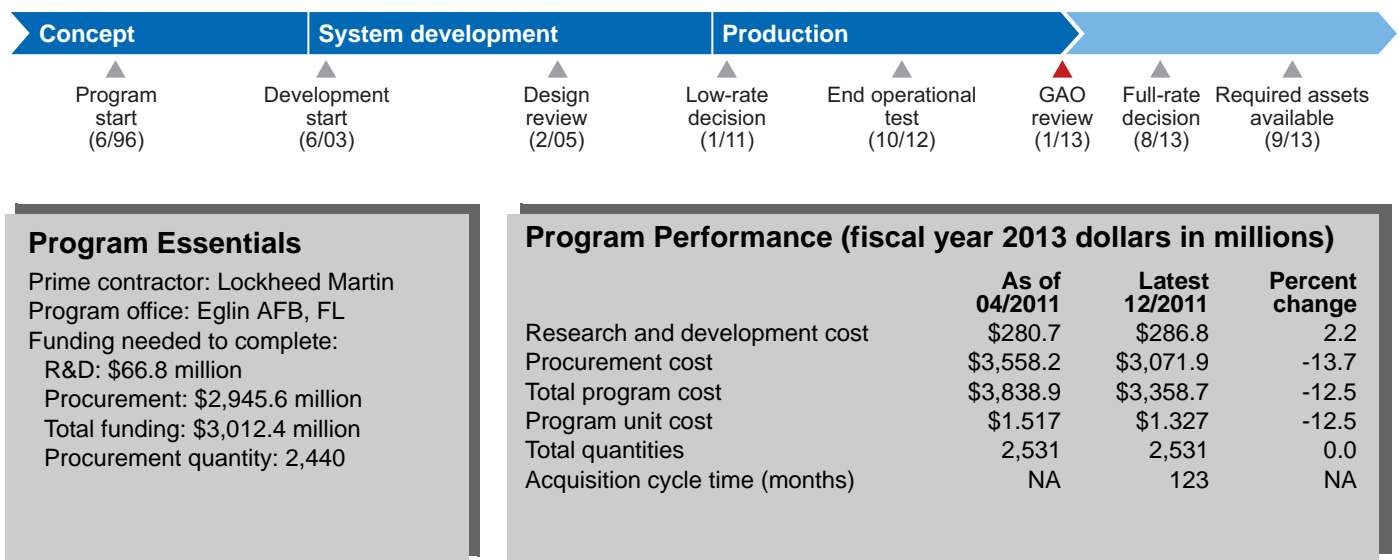 Concept System development Production
Program start (6/96)
Development start (6/03)
Design review (2/05)
Low-rate decision (1/11)
End operational test (10/12)
GAO review (1/13)
Full-rate decision (8/13)
Required assets available (9/13)
Program Essentials
Prime contractor: Lockheed Martin
Program office: Eglin AFB, FL
Funding needed to complete:
R&D: $66.8 million
Procurement: $2,945.6 million
Total funding: $3,012.4 million
Procurement quantity: 2,440
Program Performance (fiscal year 2013 dollars in millions)
As of Latest Percent
04/2011 12/2011 change
Research and development cost $280.7 $286.8 2.2
Procurement cost $3,558.2 $3,071.9 -13.7
Total program cost $3,838.9 $3,358.7 -12.5
Program unit cost $1.517 $1.327 -12.5
Total quantities 2,531 2,531 0.0
Acquisition cycle time (months) NA 123 NA